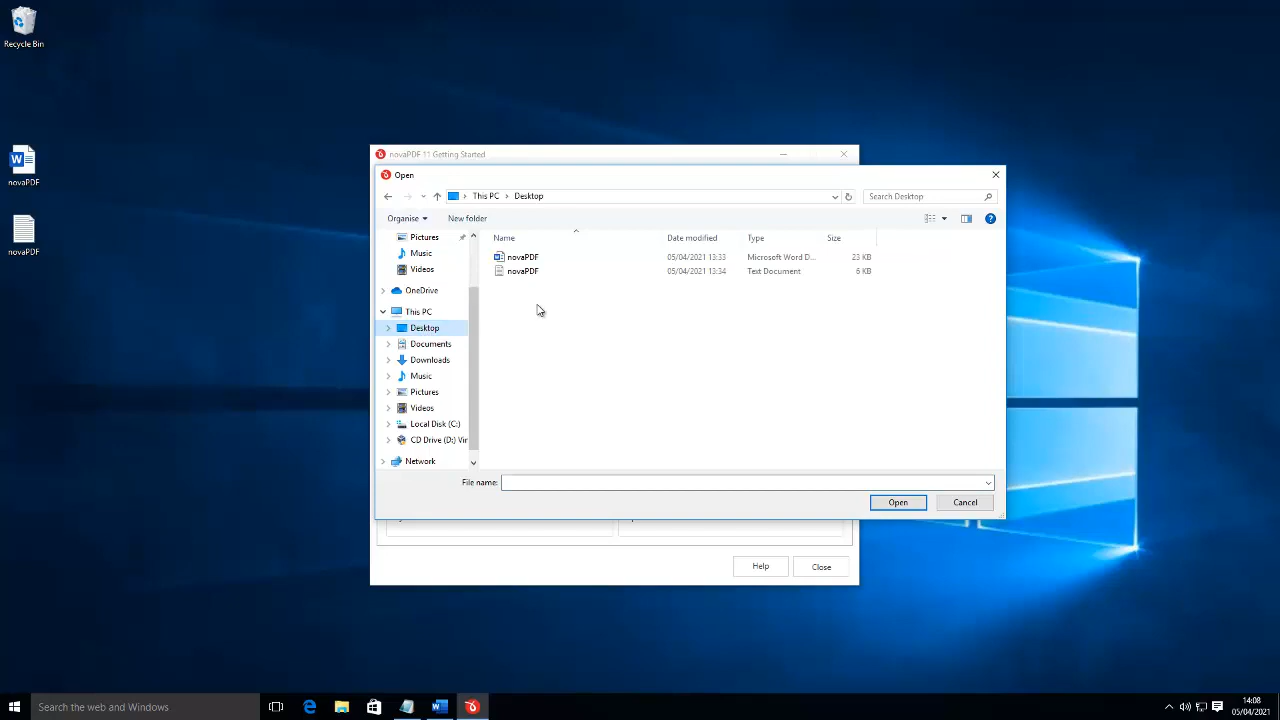 Recycle Bin
novaPDF
novaPDF
novaPDF 11 Getting Started
Open
This PC > Desktop
Search Desktop
Organise
New folder
Name Date modified Type Size
novaPDF 05/04/2021 13:33 Microsoft Word D... 23 KB
novaPDF 05/04/2021 13:34 Text Document 6 KB
Pictures
Music
Videos
OneDrive
This PC
Desktop
Documents
Downloads
Music
Pictures
Videos
Local Disk (C:)
CD Drive (D:) Vir
Network
File name:
Open Cancel
Help Close
Search the web and Windows
14:08
05/04/2021